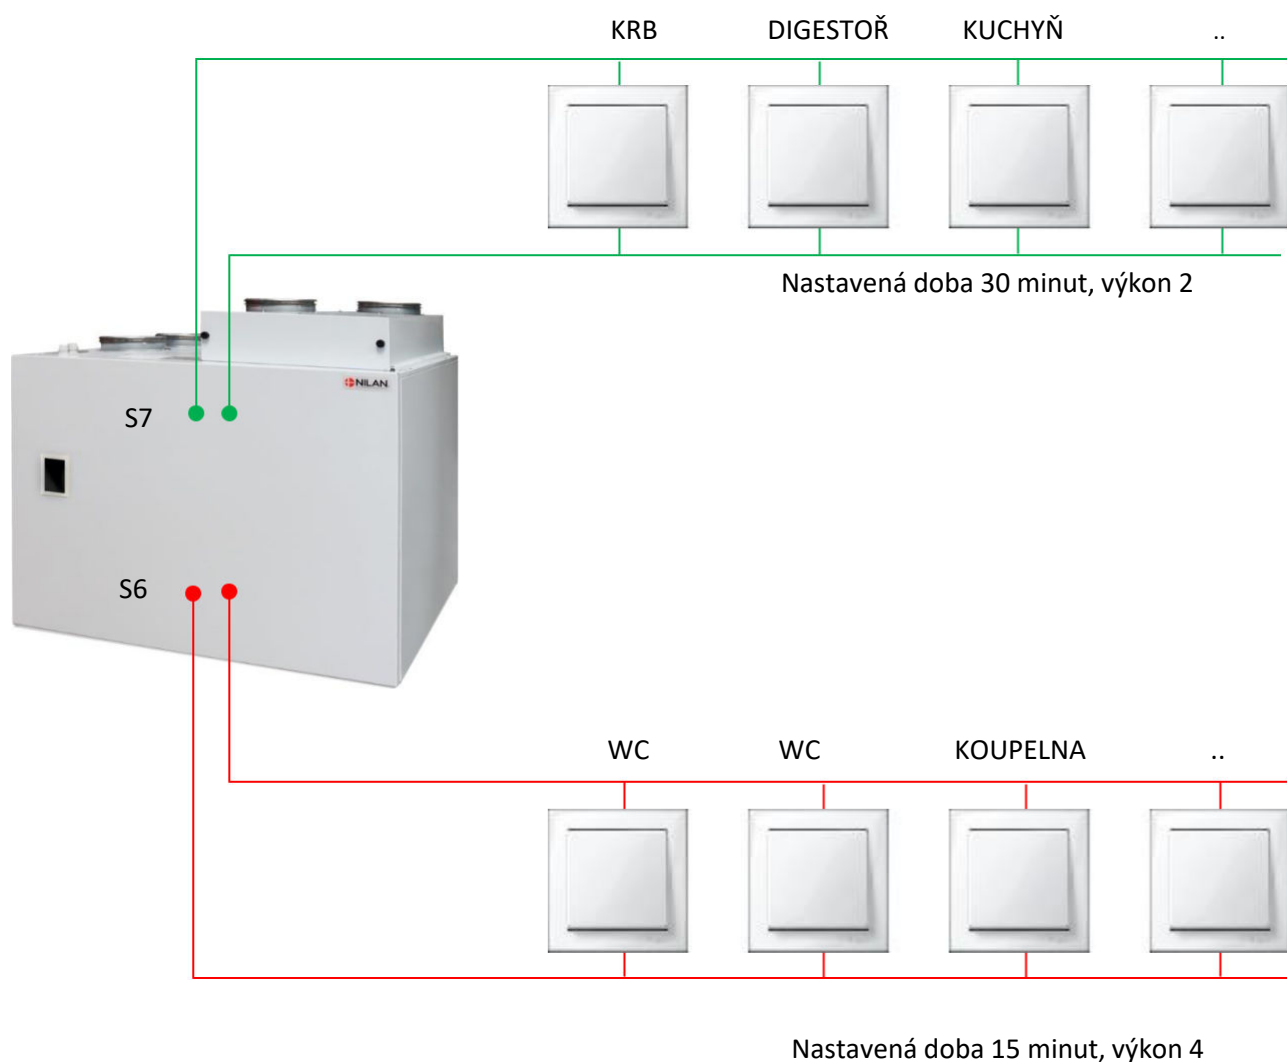 KRB DIGESTOŘ KUCHYŇ ..
Nastavená doba 30 minut, výkon 2
NILAN
S7
S6
WC WC KOUPELNA ..
Nastavená doba 15 minut, výkon 4